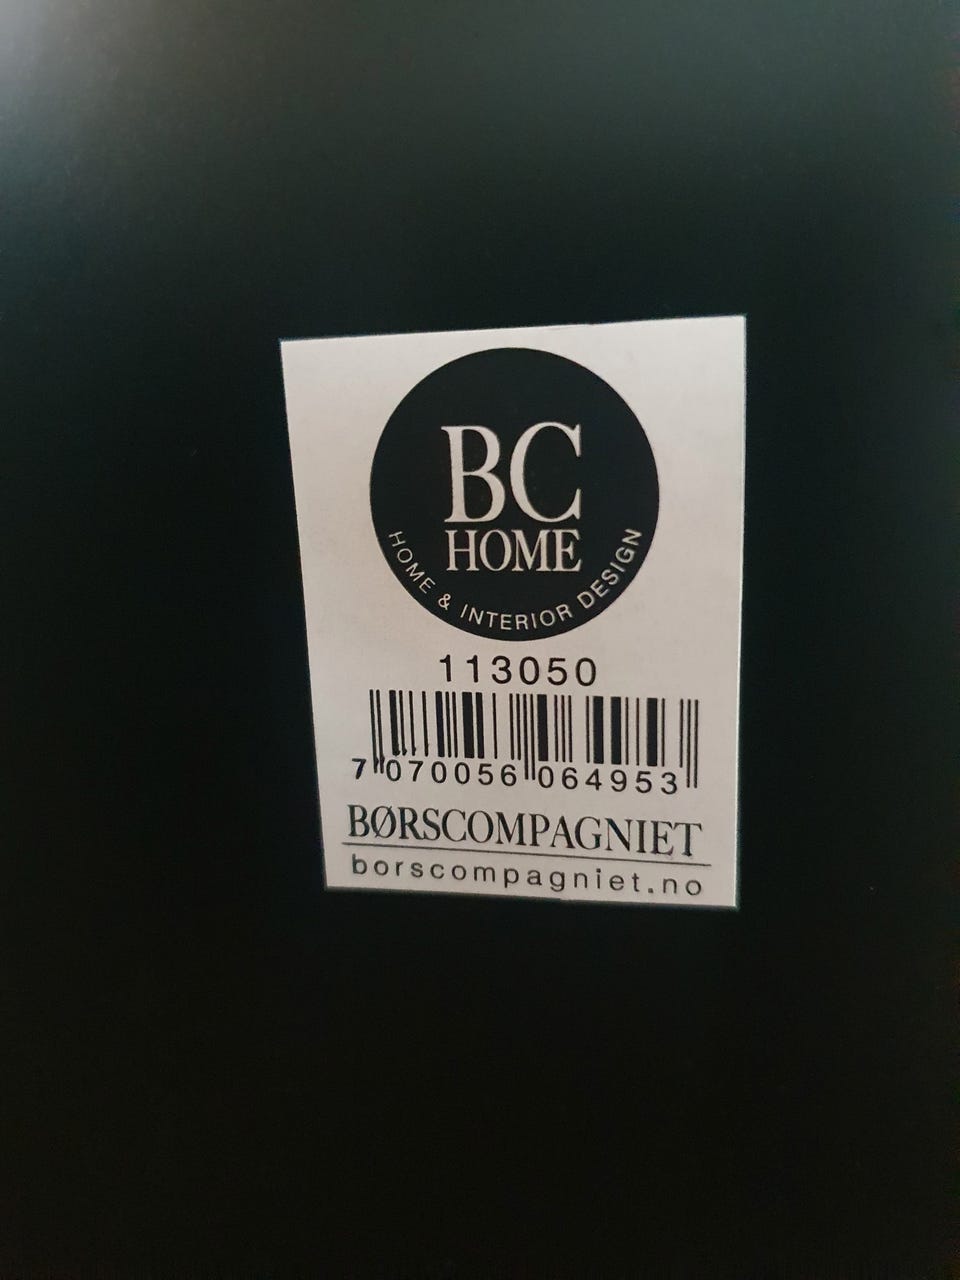 BC
HOME
HOME & INTERIOR DESIGN
113050
7 070056 064953
BØRSCOMPAGNIET
borscompagniet.no